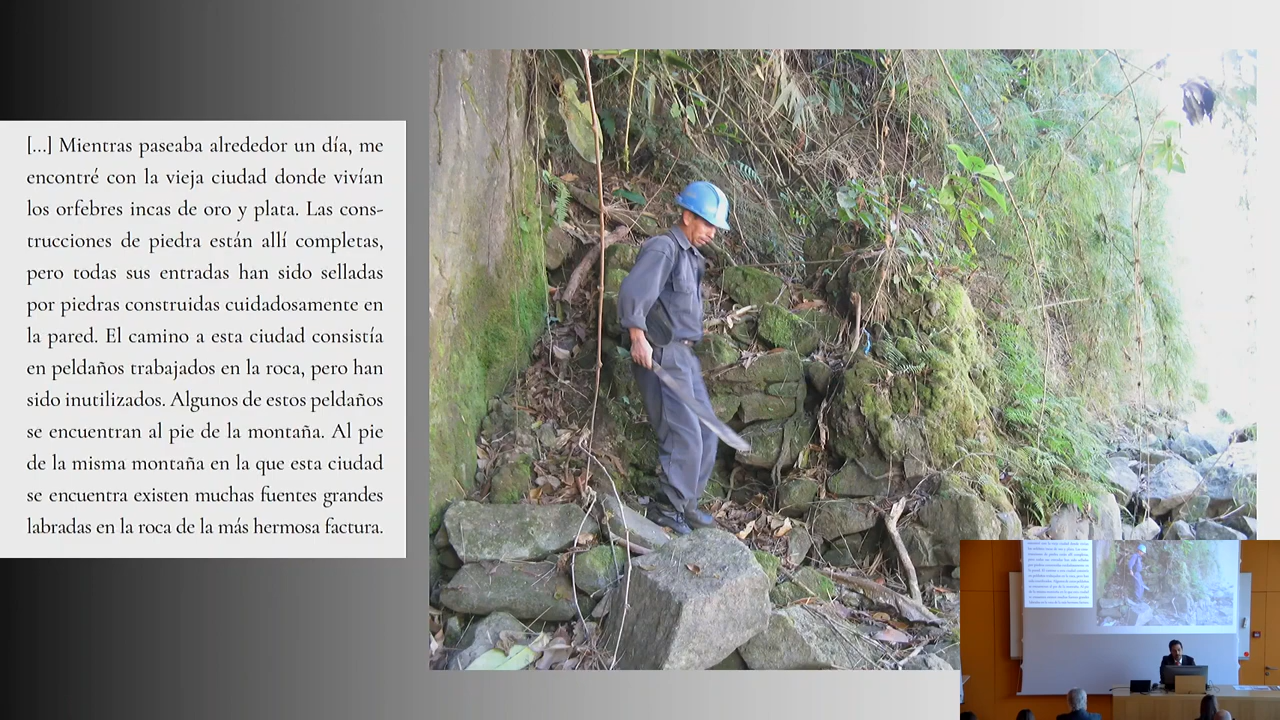 [...] Mientras paseaba alrededor un día, me
encontré con la vieja ciudad donde vivían
los orfebres incas de oro y plata. Las cons-
trucciones de piedra están allí completas,
pero todas sus entradas han sido selladas
por piedras construidas cuidadosamente en
la pared. El camino a esta ciudad consistía
en peldaños trabajados en la roca, pero han
sido inutilizados. Algunos de estos peldaños
se encuentran al pie de la montaña. Al pie
de la misma montaña en la que esta ciudad
se encuentra existen muchas fuentes grandes
labradas en la roca de la más hermosa factura.